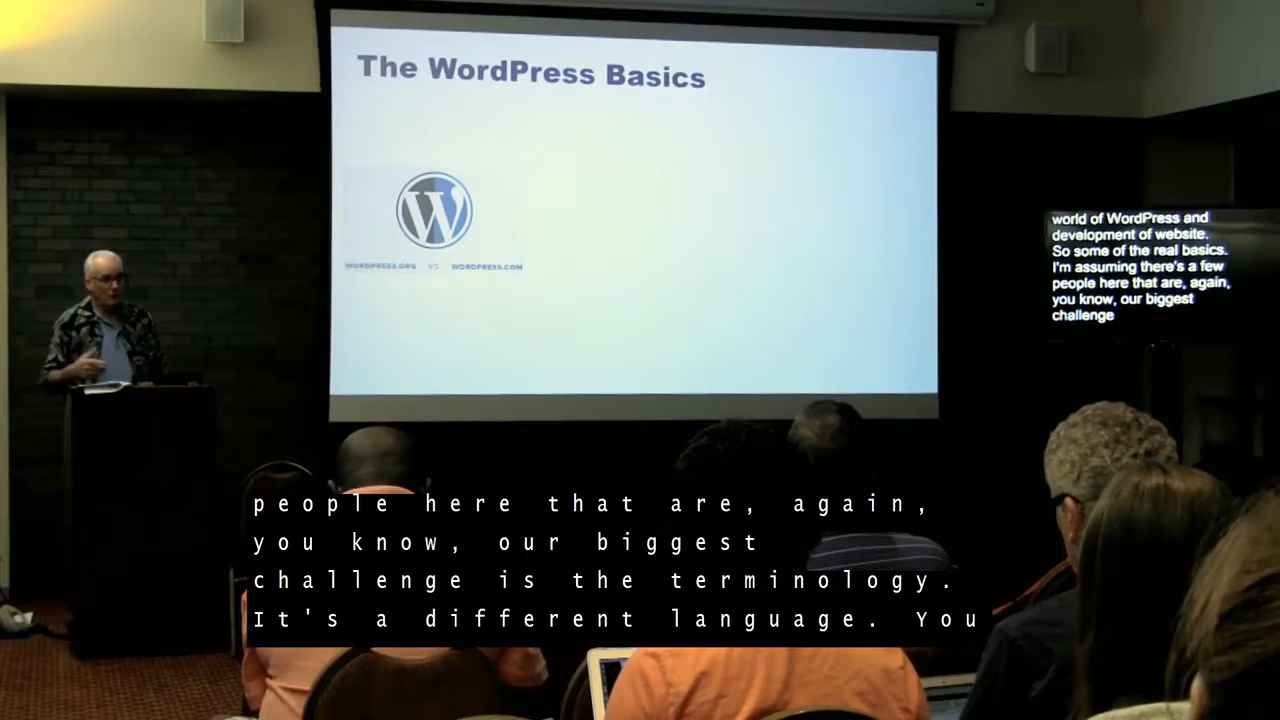 The WordPress Basics
W
WORDPRESS.ORG VS WORDPRESS.COM
world of WordPress and
development of website.
So some of the real basics.
I'm assuming there's a few
people here that are, again,
you know, our biggest
challenge
people here that are, again,
you know, our biggest
challenge is the terminology.
It's a different language. You